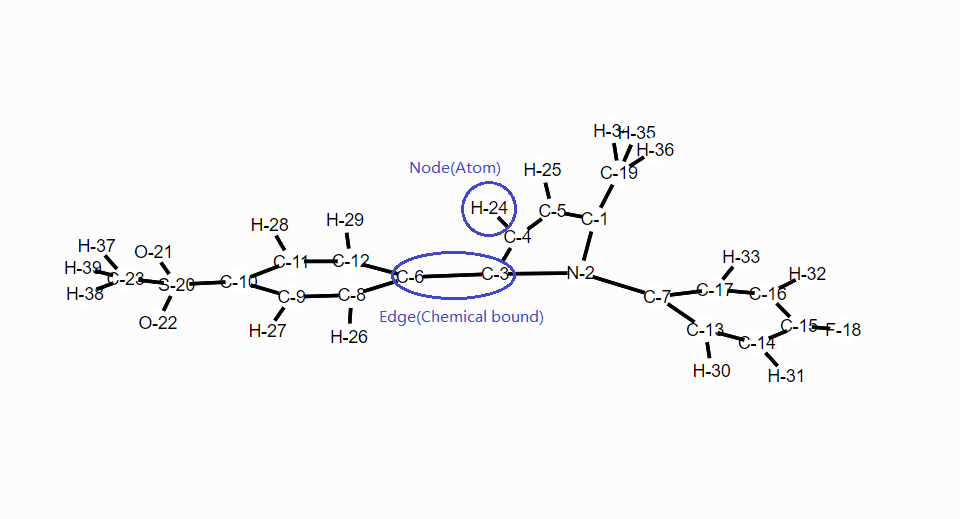 H-3
H-35
H-36
Node(Atom)
H-25
C-19
H-24
C-5
C-1
H-28
H-29
C-4
H-37
O-21
H-33
H-39
C-11
C-12
H-32
C-23
S-20
C-10
C-6
C-3
N-2
H-38
C-9
C-8
C-7
C-17
C-16
O-22
H-27
H-26
Edge(Chemical bound)
C-13
C-14
C-15
F-18
H-30
H-31